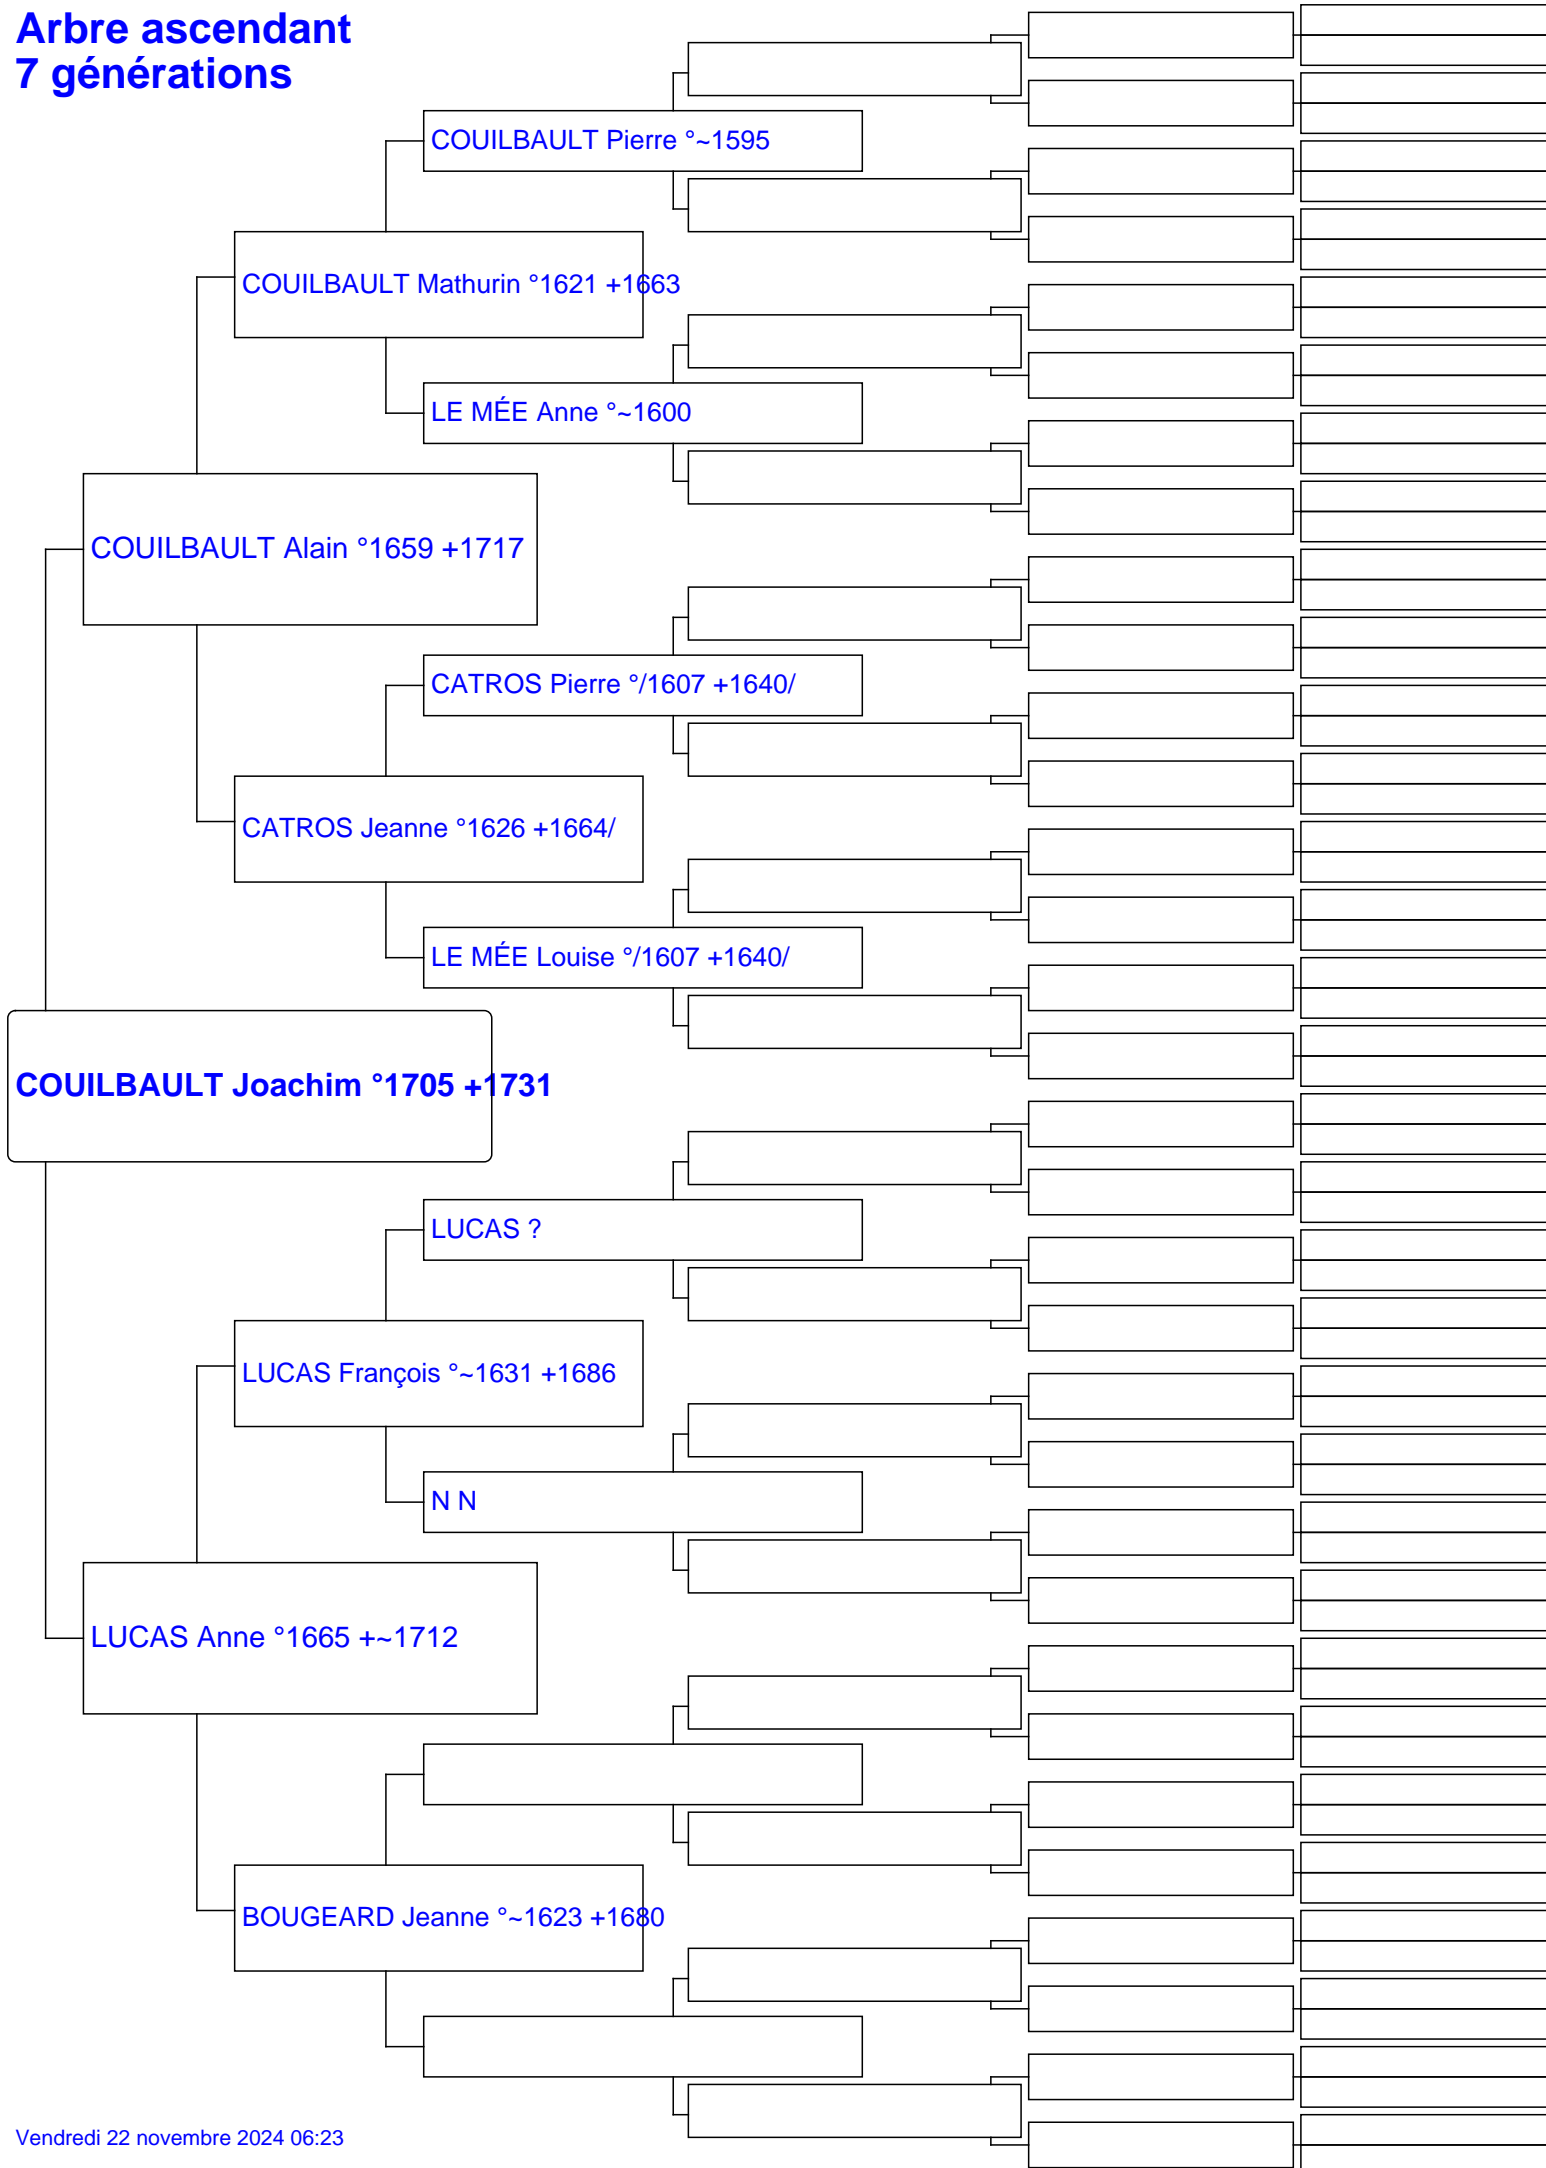 Arbre ascendant
7 générations
COUILBAULT Pierre °~1595
COUILBAULT Mathurin °1621 +1663
LE MÉE Anne °~1600
COUILBAULT Alain °1659 +1717
CATROS Pierre °/1607 +1640/
CATROS Jeanne °1626 +1664/
LE MÉE Louise °/1607 +1640/
COUILBAULT Joachim °1705 +1731
LUCAS ?
LUCAS François °~1631 +1686
N N
LUCAS Anne °1665 +~1712
BOUGEARD Jeanne °~1623 +1680
Vendredi 22 novembre 2024 06:23